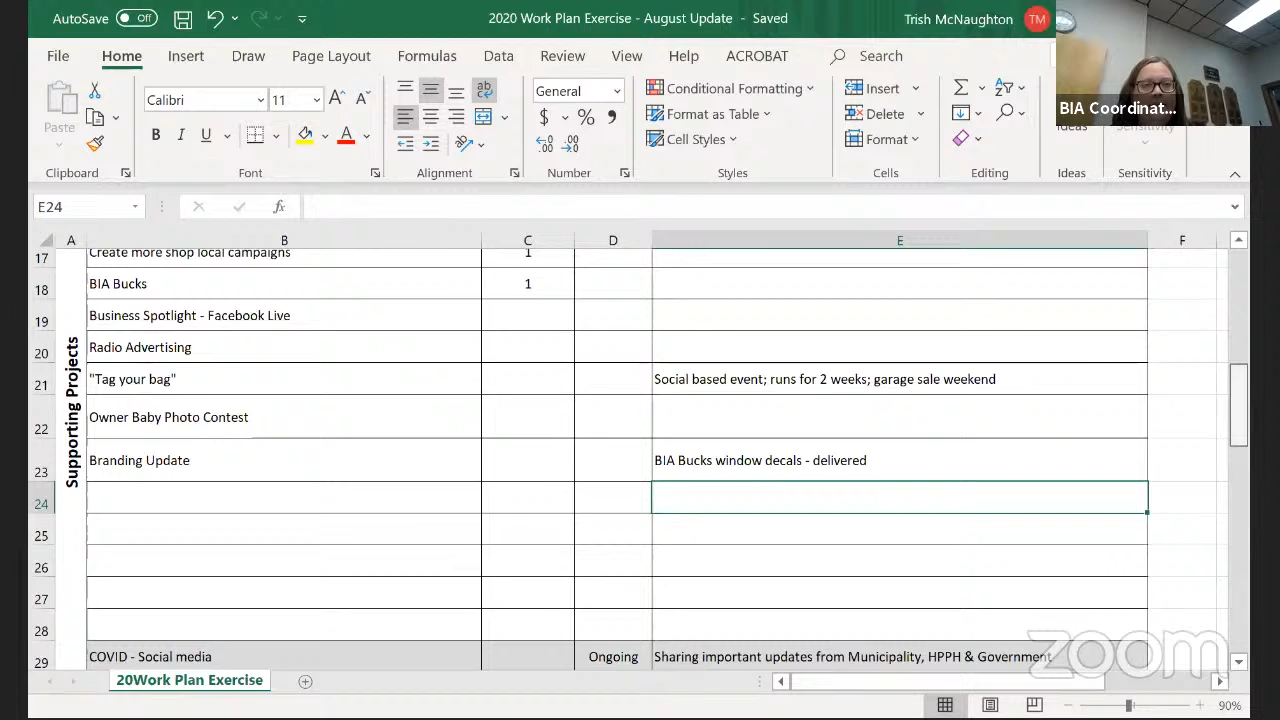 AutoSave Off 2020 Work Plan Exercise - August Update - Saved Trish McNaughton TM
File Home Insert Draw Page Layout Formulas Data Review View Help ACROBAT Search
BIA Coordinat...
Paste Calibri 11 A A ab General Conditional Formatting Insert Σ
B I U A $ % , Format as Table Delete
Cell Styles Format Ideas Sensitivity
Clipboard Font Alignment Number Styles Cells Editing Ideas Sensitivity
E24 fx
A B C D E F
17 Create more shop local campaigns 1
18 BIA Bucks 1
19 Business Spotlight - Facebook Live
20 Radio Advertising
21 "Tag your bag" Social based event; runs for 2 weeks; garage sale weekend
22 Owner Baby Photo Contest
23 Branding Update BIA Bucks window decals - delivered
Supporting Projects
24
25
26
27
28
29 COVID - Social media Ongoing Sharing important updates from Municipality, HPPH & Government
zoom
20Work Plan Exercise
90%